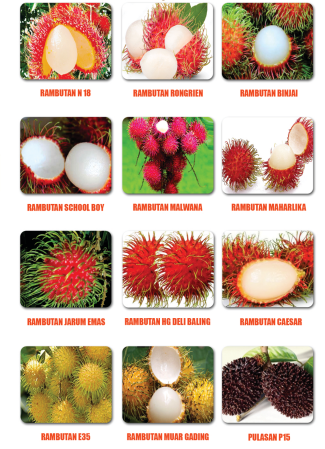 RAMBUTAN N 18
RAMBUTAN RONGRIEN
RAMBUTAN BINJAI
RAMBUTAN SCHOOL BOY
RAMBUTAN MALWANA
RAMBUTAN MAHARLIKA
RAMBUTAN JARUM EMAS
RAMBUTAN HG DELI BALING
RAMBUTAN CAESAR
RAMBUTAN E35
RAMBUTAN MUAR GADING
PULASAN P15